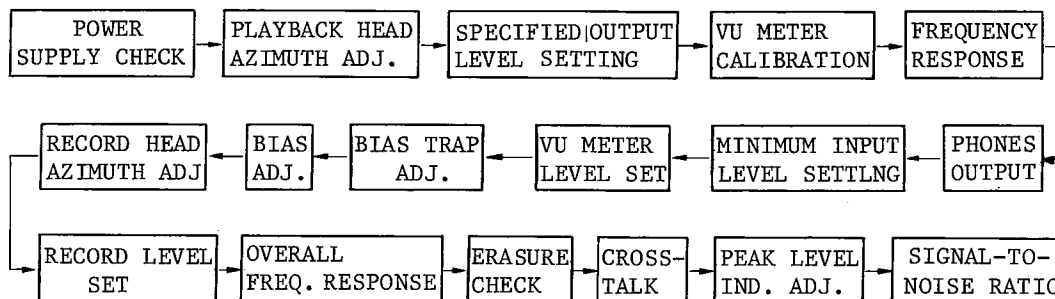 POWER
SUPPLY CHECK
PLAYBACK HEAD
AZIMUTH ADJ.
SPECIFIED|OUTPUT
LEVEL SETTING
VU METER
CALIBRATION
FREQUENCY
RESPONSE
RECORD HEAD
AZIMUTH ADJ
BIAS
ADJ.
BIAS TRAP
ADJ.
VU METER
LEVEL SET
MINIMUM INPUT
LEVEL SETTLNG
PHONES
OUTPUT
RECORD LEVEL
SET
OVERALL
FREQ. RESPONSE
ERASURE
CHECK
CROSS-
TALK
PEAK LEVEL
IND. ADJ.
SIGNAL-TO-
NOISE RATIO